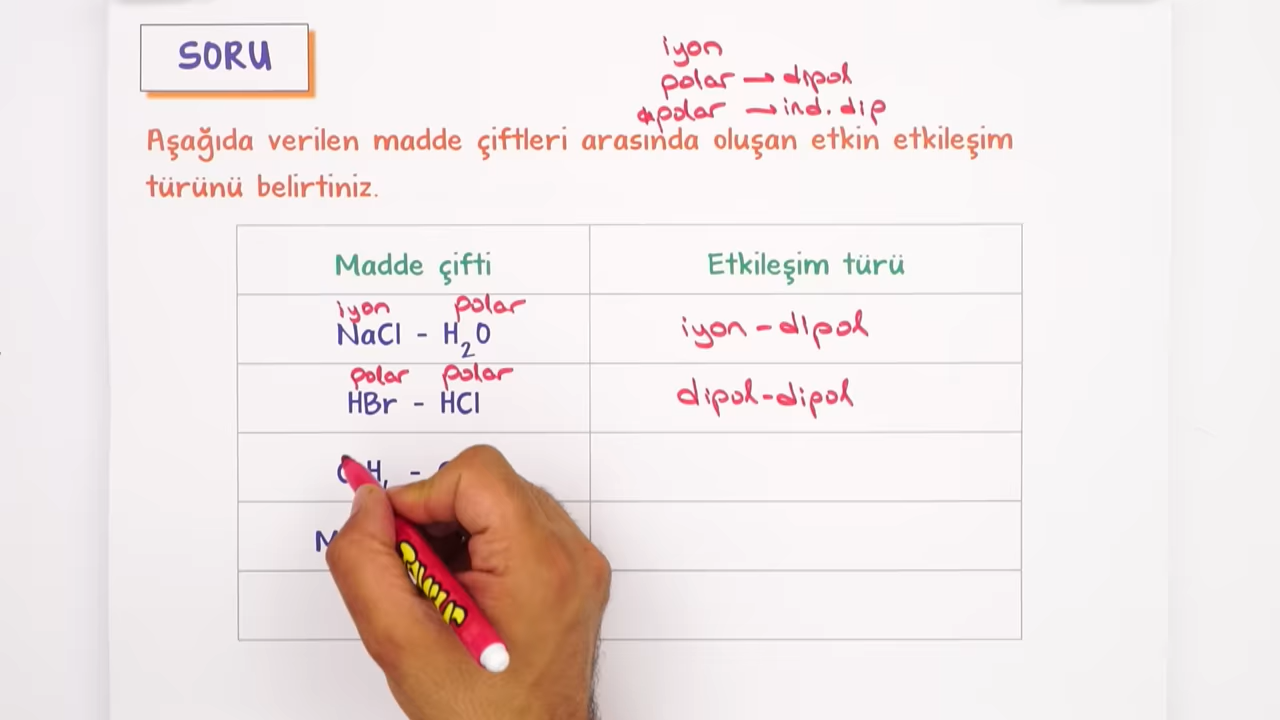 SORU
iyon
polar → dipol
apolar → ind. dip
Aşağıda verilen madde çiftleri arasında oluşan etkin etkileşim
türünü belirtiniz.
Madde çifti Etkileşim türü
iyon polar
NaCl - H₂O iyon - dipol
polar polar
HBr - HCl dipol-dipol
H -
M